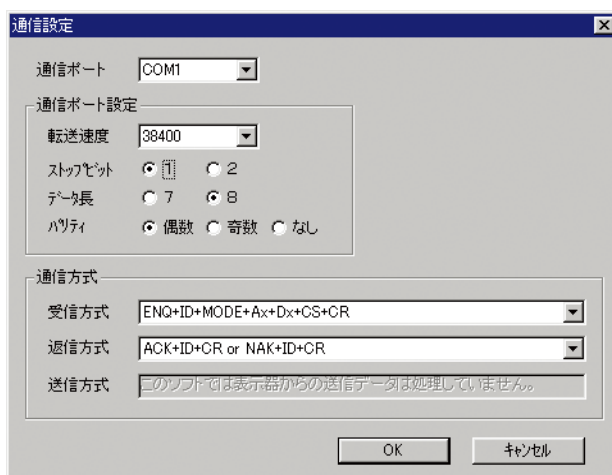 通信設定
通信ポート COM1
通信ポート設定
転送速度 38400
ｽﾄｯﾌﾟﾋﾞｯﾄ 1 2
ﾃﾞｰﾀ長 7 8
ﾊﾟﾘﾃｨ 偶数 奇数 なし
通信方式
受信方式 ENQ+ID+MODE+Ax+Dx+CS+CR
返信方式 ACK+ID+CR or NAK+ID+CR
送信方式 このソフトでは表示器からの送信データは処理していません。
OK ｷｬﾝｾﾙ